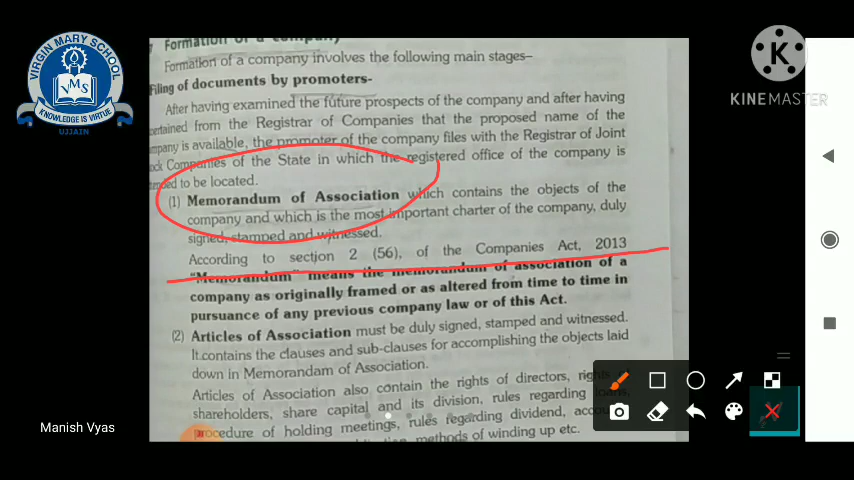 VIRGIN MARY SCHOOL
VMS
KNOWLEDGE IS VIRTUE
UJJAIN
K
KINEMASTER
Formation of a company
Formation of a company involves the following main stages–
Filing of documents by promoters-
After having examined the future prospects of the company and after having
from the Registrar of Companies that the proposed name of the
is available, the promoter of the company files with the Registrar of Joint
Companies of the State in which the registered office of the company is
to be located.
(1) Memorandum of Association which contains the objects of the
company and which is the most important charter of the company, duly
signed, stamped and witnessed.
According to section 2 (56), of the Companies Act, 2013
"Memorandum" means the memorandum of association of a
company as originally framed or as altered from time to time in
pursuance of any previous company law or of this Act.
(2) Articles of Association must be duly signed, stamped and witnessed.
It contains the clauses and sub-clauses for accomplishing the objects laid
down in Memorandam of Association.
Articles of Association also contain the rights of directors,
shareholders, share capital and its division, rules regarding
procedure of holding meetings, rules regarding dividend,
methods of winding up etc.
Manish Vyas